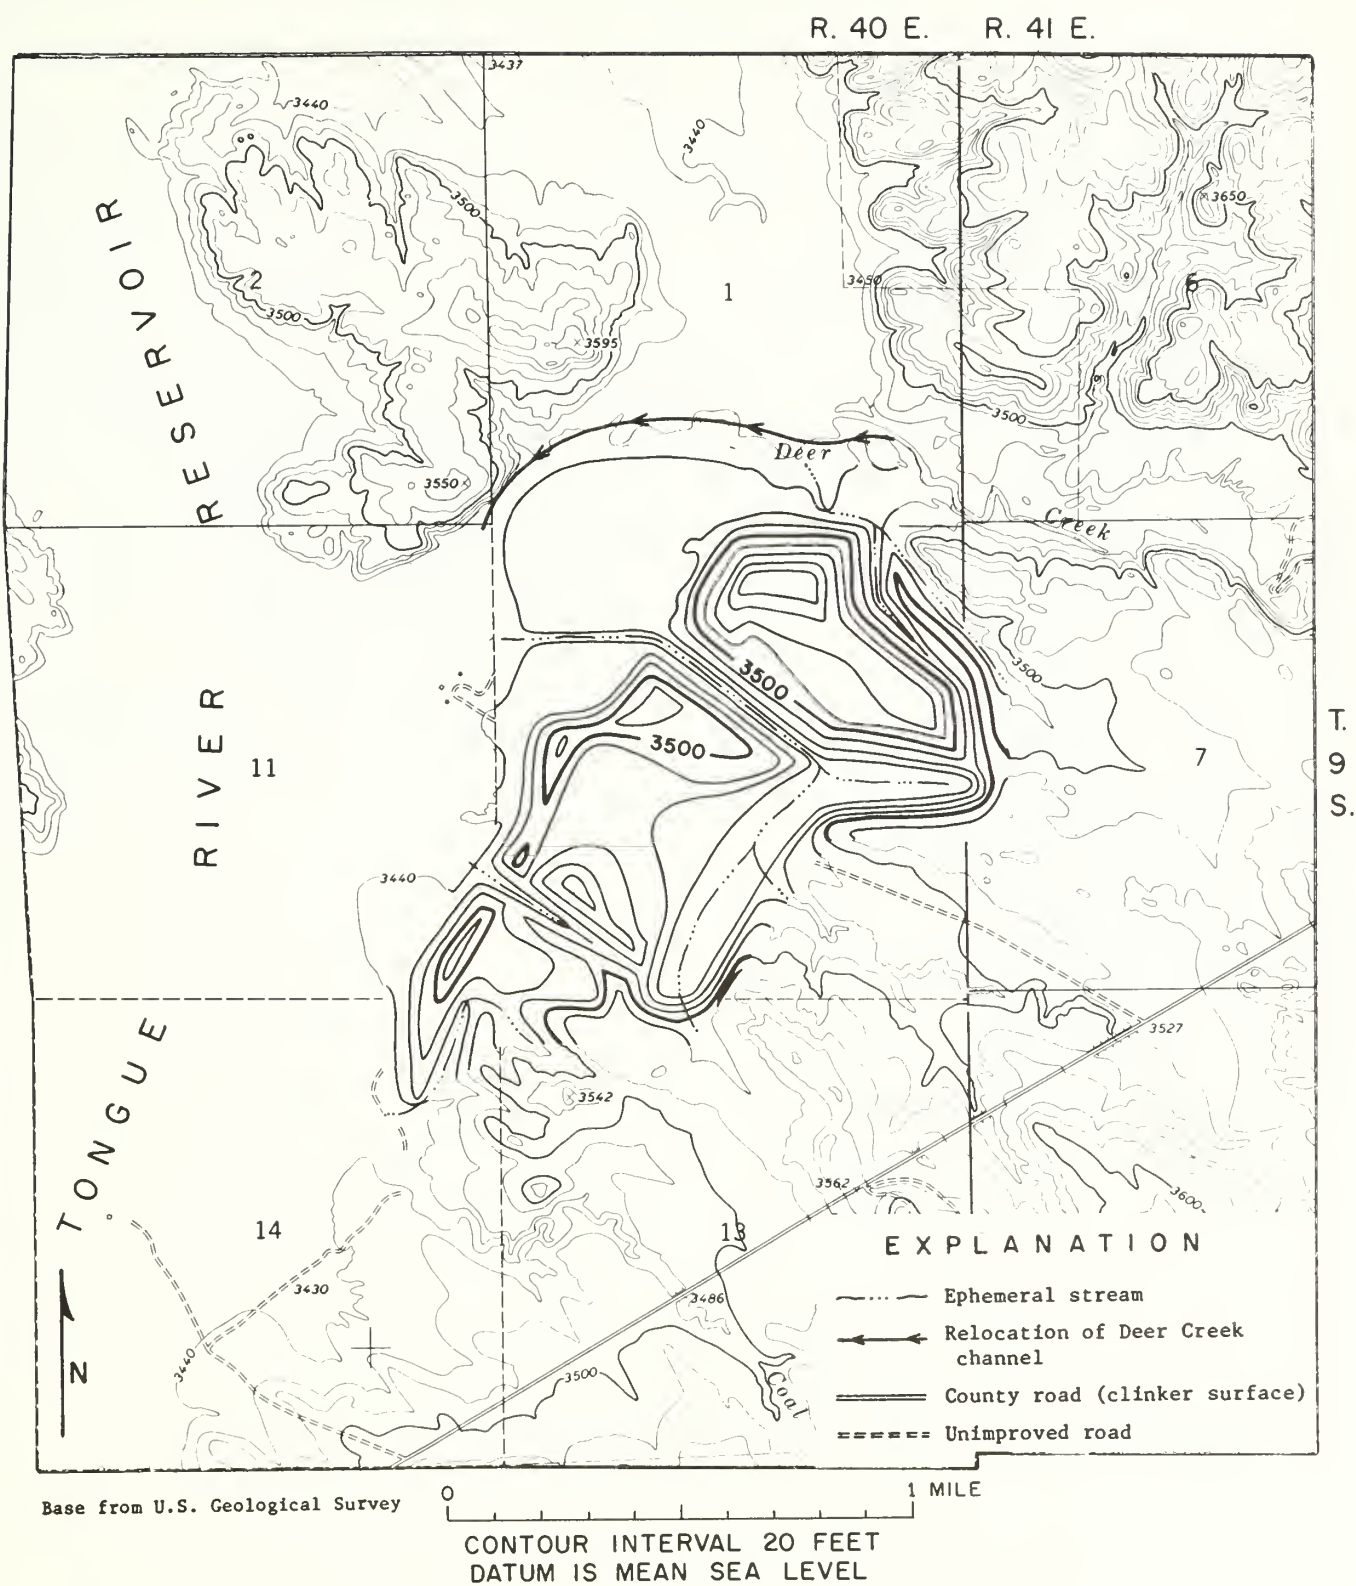 R. 40 E. R. 41 E.
3437
3440
3440
3650
3500
RESERVOIR
2
1
3450
6
3500
3595
3500
Deer
3550
Creek
3500
3500
3500
T.
9
S.
RIVER
11
7
3440
3527
TONGUE
3542
3562
3600
14
13
3430
3486
3440
3500
Coal
N
EXPLANATION
Ephemeral stream
Relocation of Deer Creek
channel
County road (clinker surface)
Unimproved road
Base from U.S. Geological Survey
0 1 MILE
CONTOUR INTERVAL 20 FEET
DATUM IS MEAN SEA LEVEL